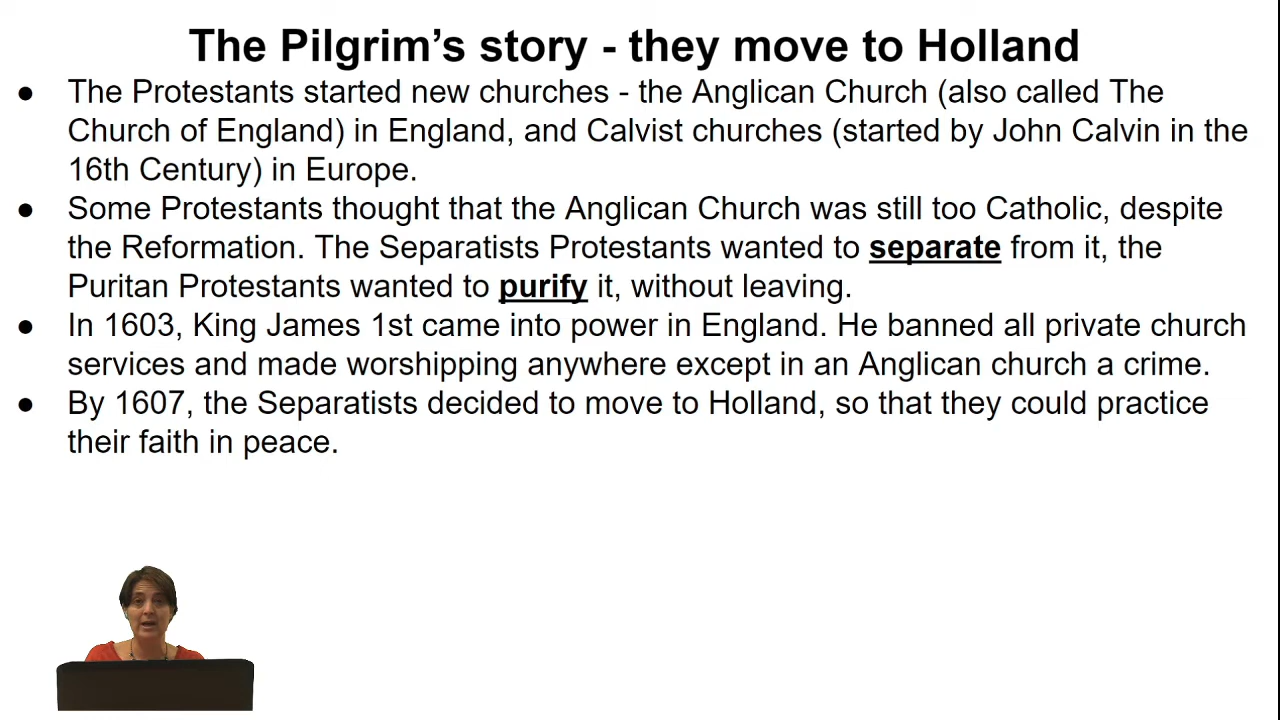 The Pilgrim’s story - they move to Holland
● The Protestants started new churches - the Anglican Church (also called The
Church of England) in England, and Calvist churches (started by John Calvin in the
16th Century) in Europe.
● Some Protestants thought that the Anglican Church was still too Catholic, despite
the Reformation. The Separatists Protestants wanted to separate from it, the
Puritan Protestants wanted to purify it, without leaving.
● In 1603, King James 1st came into power in England. He banned all private church
services and made worshipping anywhere except in an Anglican church a crime.
● By 1607, the Separatists decided to move to Holland, so that they could practice
their faith in peace.